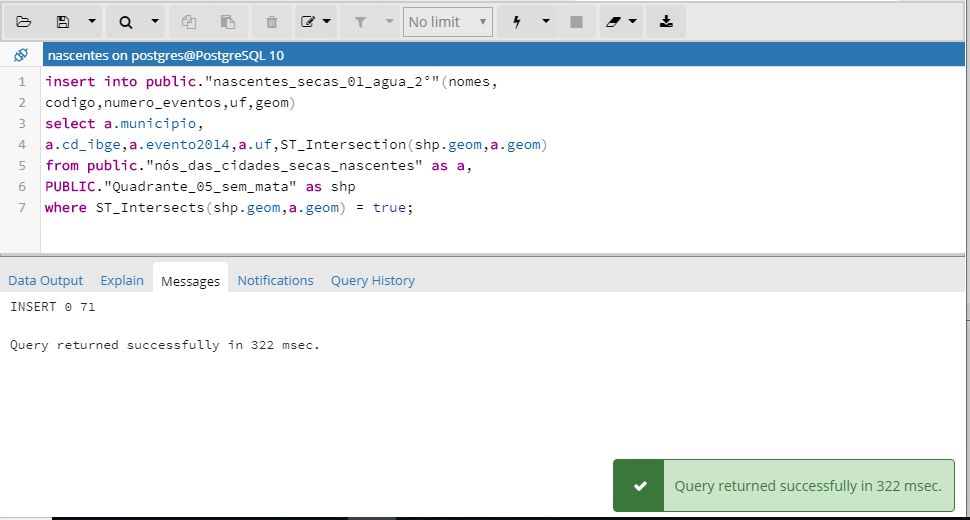 No limit
nascentes on postgres@PostgreSQL 10
1 insert into public."nascentes_secas_01_agua_2°"(nomes,
2 codigo,numero_eventos,uf,geom)
3 select a.municipio,
4 a.cd_ibge,a.evento2014,a.uf,ST_Intersection(shp.geom,a.geom)
5 from public."nós_das_cidades_secas_nascentes" as a,
6 PUBLIC."Quadrante_05_sem_mata" as shp
7 where ST_Intersects(shp.geom,a.geom) = true;
Data Output Explain Messages Notifications Query History
INSERT 0 71
Query returned successfully in 322 msec.
Query returned successfully in 322 msec.